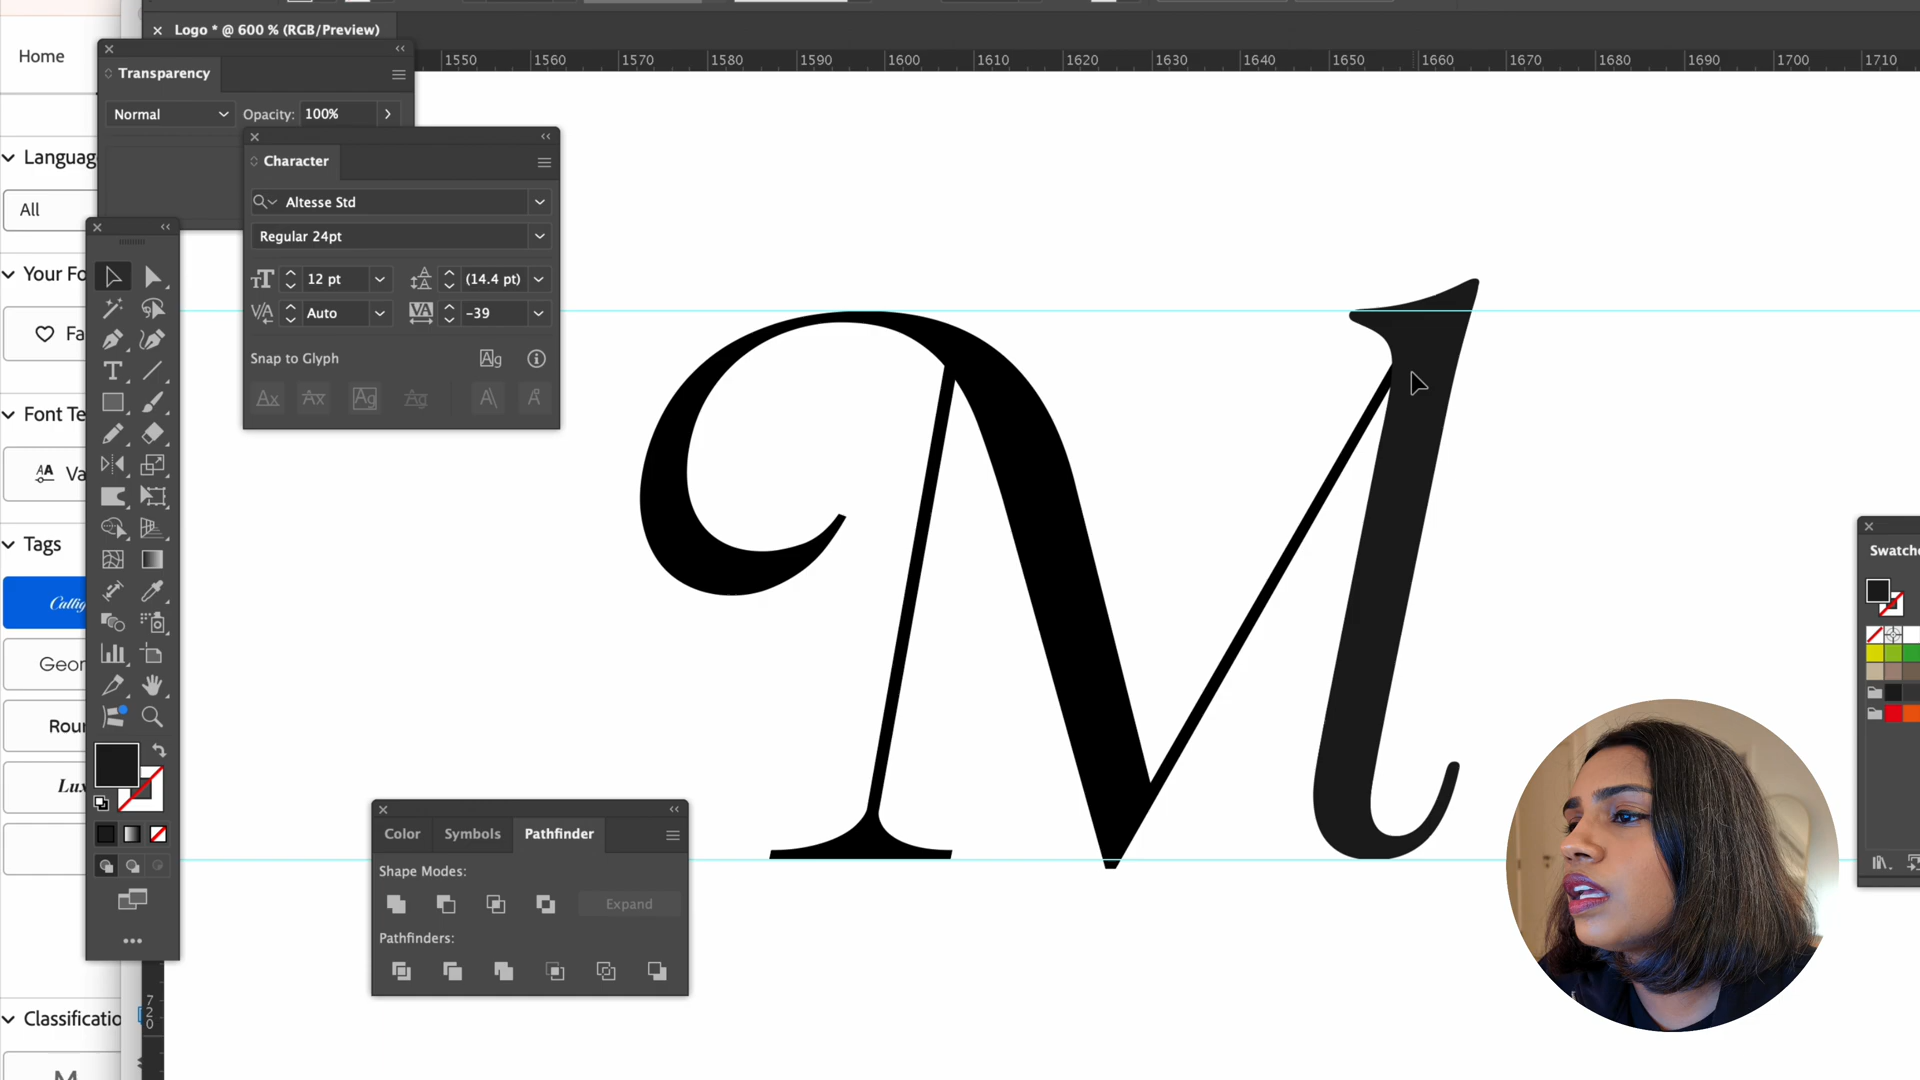 Logo * @ 600 % (RGB/Preview)
Home
1550 1560 1570 1580 1590 1600 1610 1620 1630 1640 1650 1660 1670 1680 1690 1700 1710
Transparency
Normal Opacity: 100%
Character
Languag
All
Altesse Std
Regular 24pt
Your Fo
12 pt (14.4 pt)
Auto -39
Fa
Snap to Glyph
Font Te
Va
Tags
Swatche
Callig
Geor
Roun
Lux
Color Symbols Pathfinder
Shape Modes:
Expand
Pathfinders:
720
Classificatio
M
M